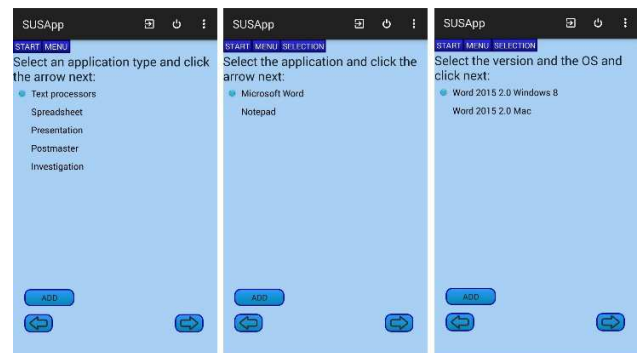 SUSApp
START MENU
Select an application type and click
the arrow next:
Text processors
Spreadsheet
Presentation
Postmaster
Investigation
ADD
SUSApp
START MENU SELECTION
Select the application and click the
arrow next:
Microsoft Word
Notepad
ADD
SUSApp
START MENU SELECTION
Select the version and the OS and
click next:
Word 2015 2.0 Windows 8
Word 2015 2.0 Mac
ADD